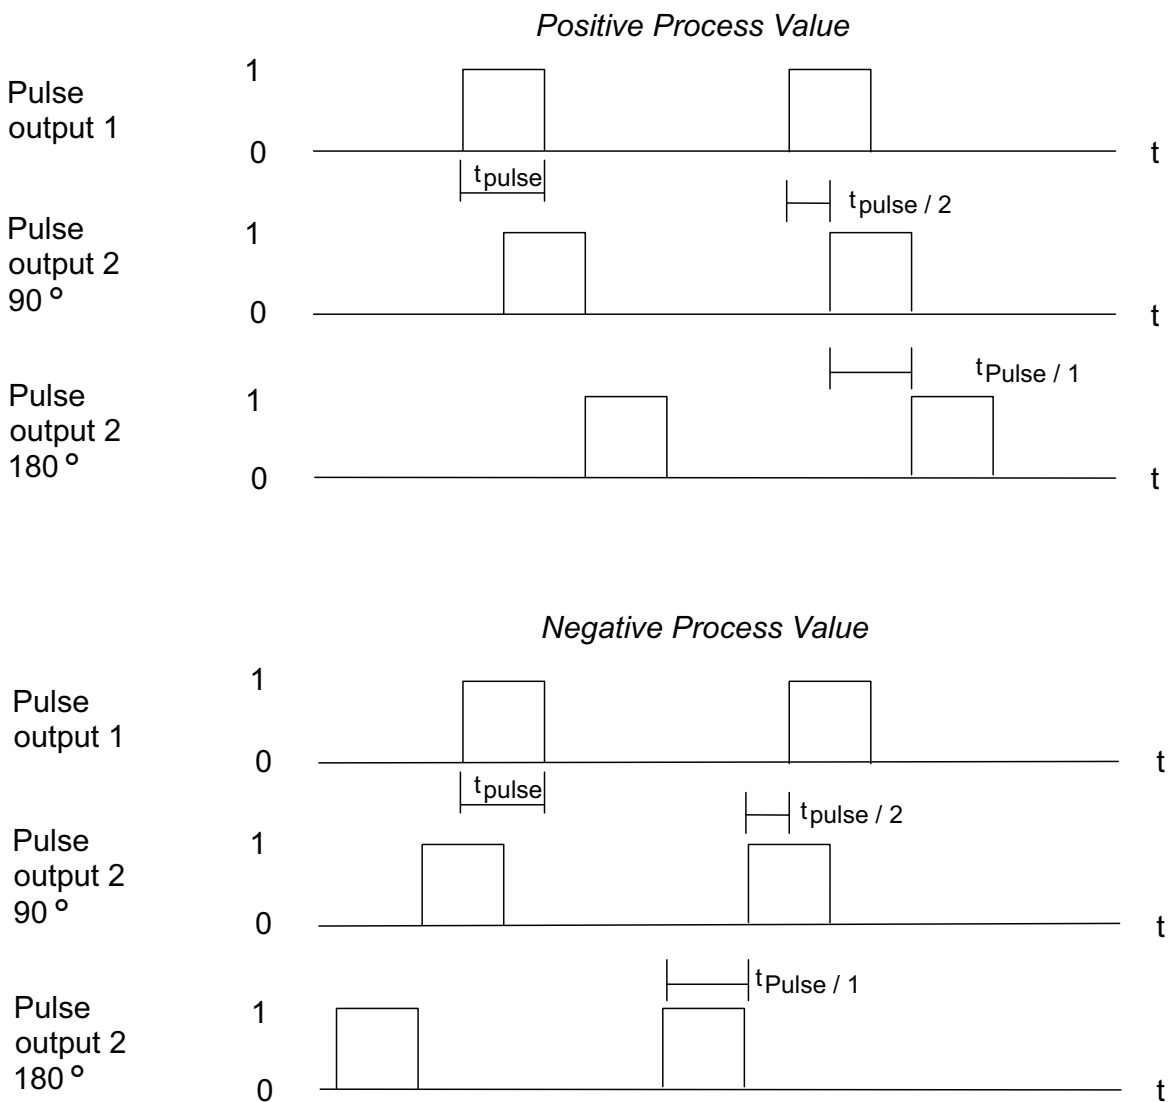 Positive Process Value
Pulse
output 1
1
0
t
tpulse
tpulse / 2
Pulse
output 2
90 °
1
0
t
tPulse / 1
Pulse
output 2
180 °
1
0
t
Negative Process Value
Pulse
output 1
1
0
t
tpulse
tpulse / 2
Pulse
output 2
90 °
1
0
t
tPulse / 1
Pulse
output 2
180 °
1
0
t